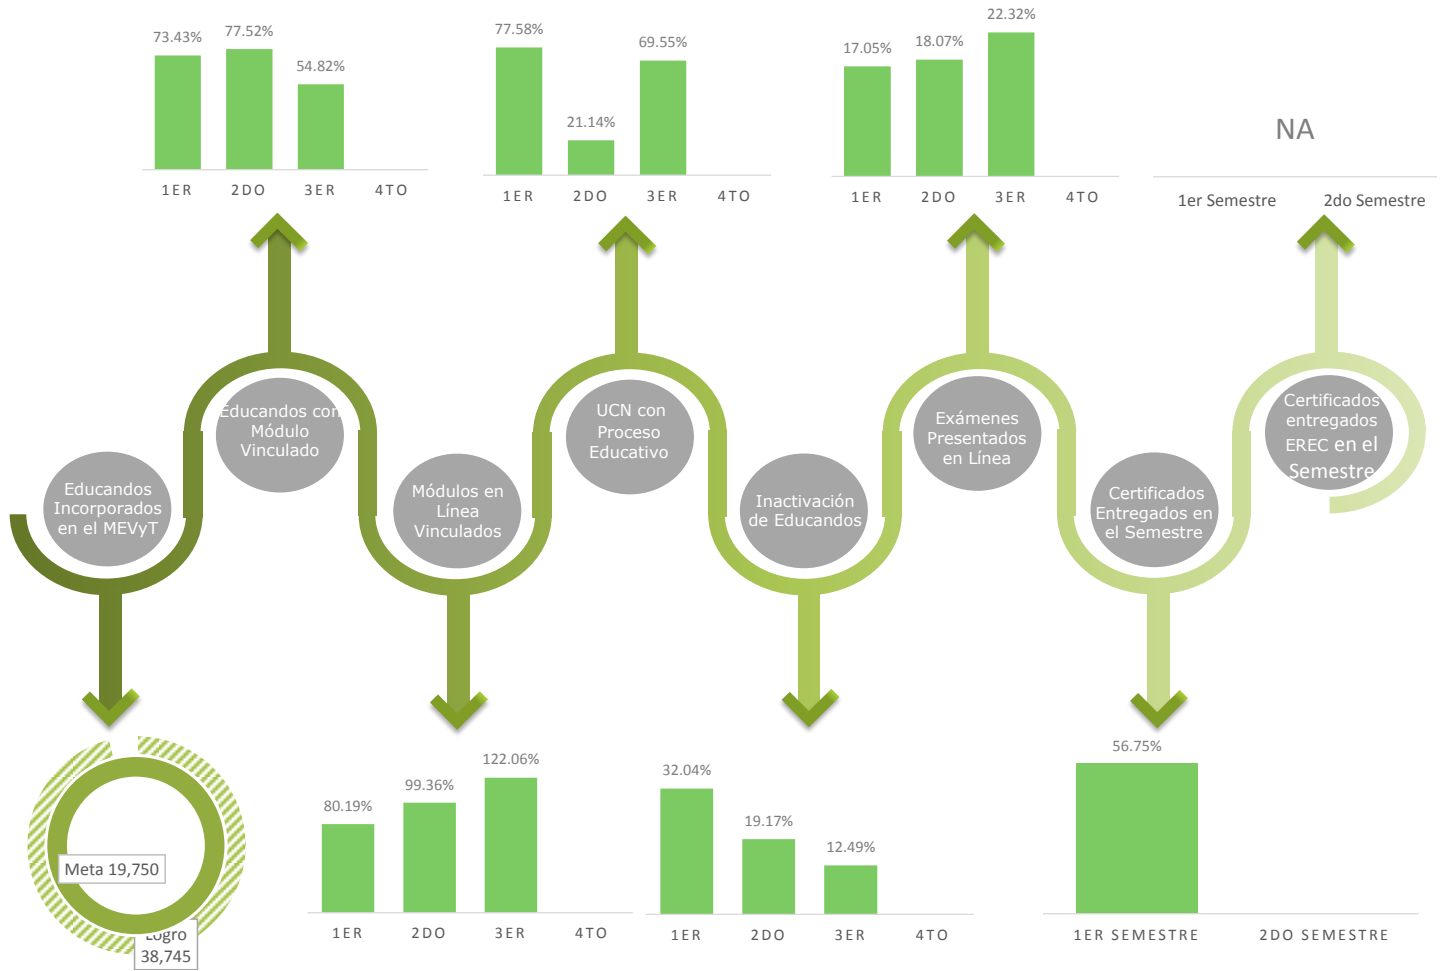 73.43%
77.52%
54.82%
1ER 2DO 3ER 4TO
77.58%
21.14%
69.55%
1ER 2DO 3ER 4TO
17.05%
18.07%
22.32%
1ER 2DO 3ER 4TO
NA
1er Semestre 2do Semestre
Educandos
Incorporados
en el MEVyT
Educandos con
Módulo
Vinculado
Módulos en
Línea
Vinculados
UCN con
Proceso
Educativo
Inactivación
de Educandos
Exámenes
Presentados
en Línea
Certificados
Entregados en
el Semestre
Certificados
entregados
EREC en el
Semestre
Meta 19,750
Logro
38,745
80.19%
99.36%
122.06%
1ER 2DO 3ER 4TO
32.04%
19.17%
12.49%
1ER 2DO 3ER 4TO
56.75%
1ER SEMESTRE 2DO SEMESTRE